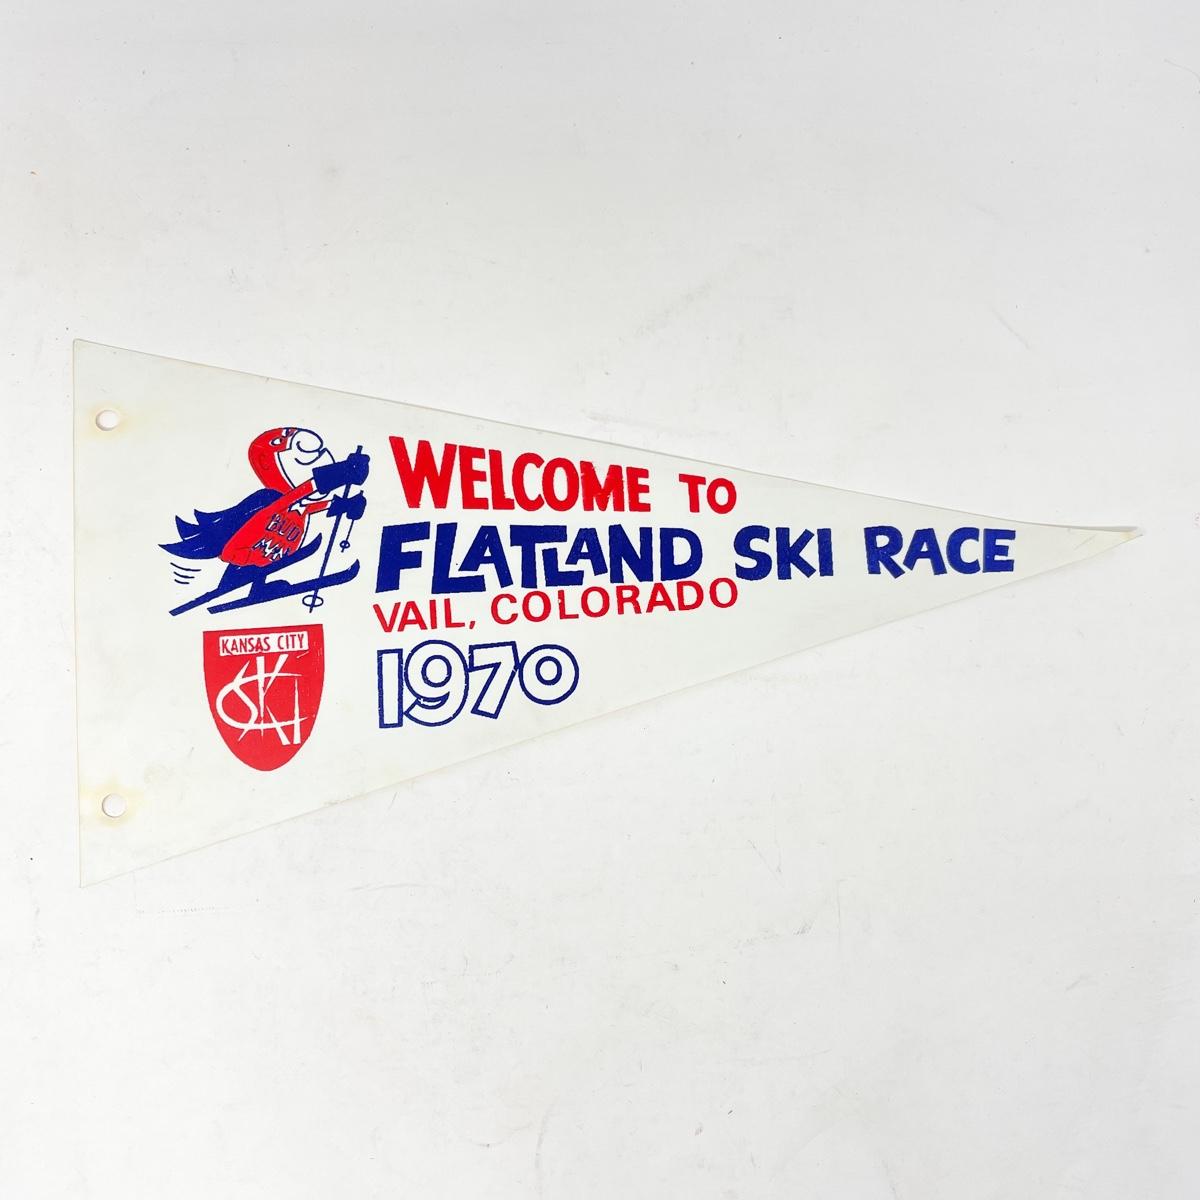 WELCOME TO
FLATLAND SKI RACE
VAIL, COLORADO
1970
BUD
MAN
KANSAS CITY
SKI